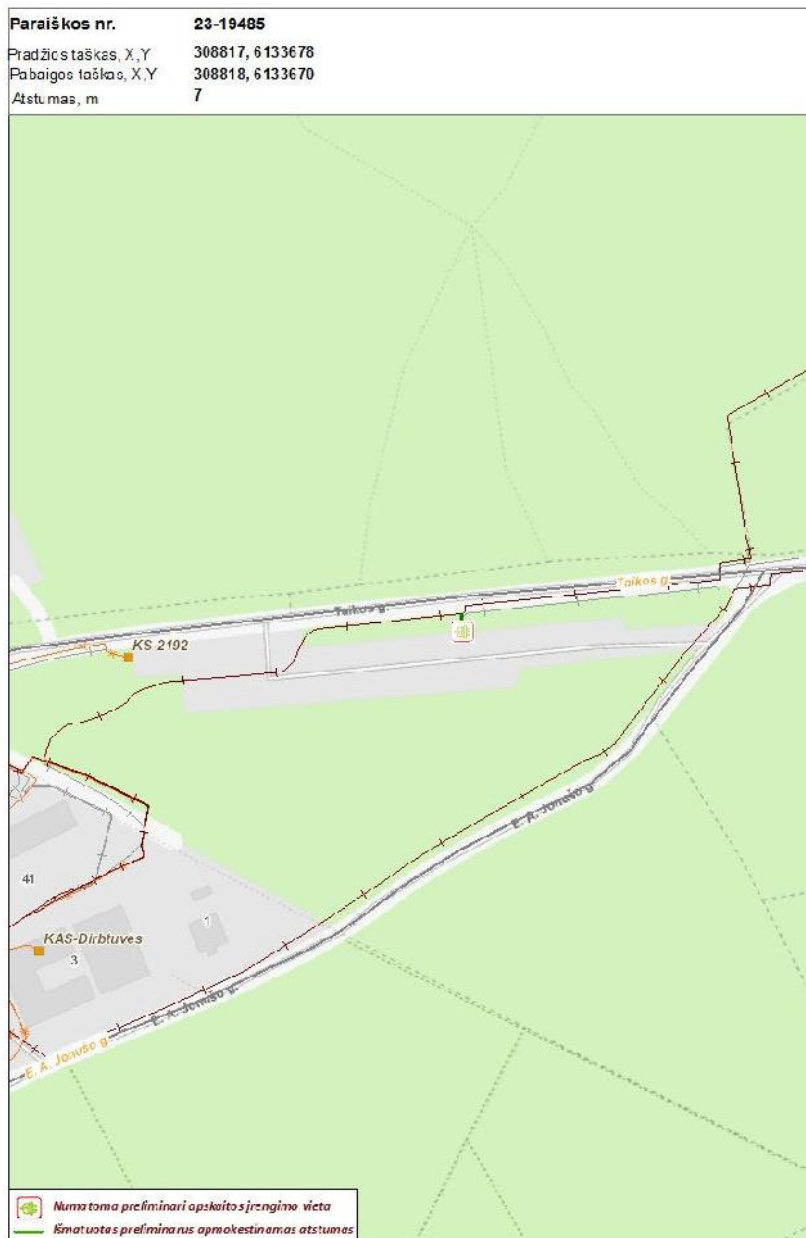 Paraiškos nr. 23-19485
Pradžios taškas, X,Y 308817, 6133678
Pabaigos taškas, X,Y 308818, 6133670
Atstumas, m 7
Taikos g.
Taikos g.
KS-2192
E. A. Jonušo g.
41
1
KAS-Dirbtuvės
3
E. A. Jonušo g.
E. A. Jonušo g.
Numatoma preliminari apskaitos įrengimo vieta
Išmatuotas preliminarus apmokestinamas atstumas